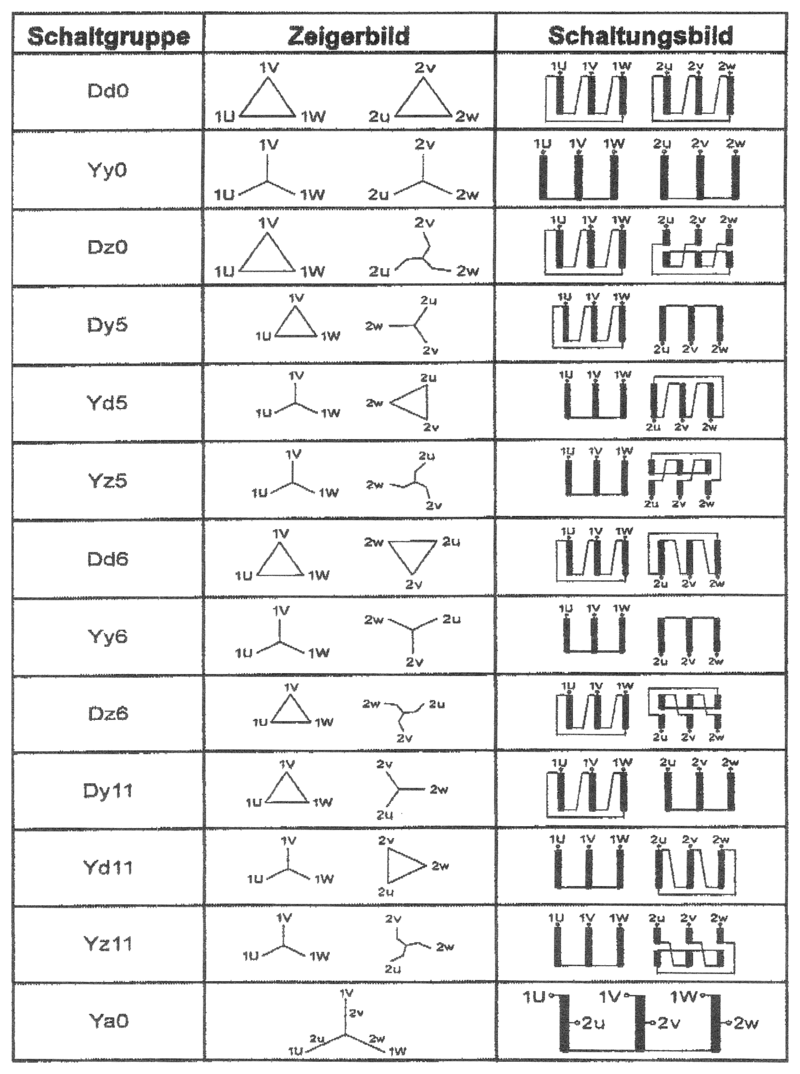 Schaltgruppe Zeigerbild Schaltungsbild
1V 2v 1U 1V 1W 2u 2v 2w
Dd0
1U 1W 2u 2w
1V 2v 1U 1V 1W 2u 2v 2w
Yy0
1U 1W 2u 2w
1V 2v 1U 1V 1W 2u 2v 2w
Dz0
1U 1W 2u 2w
1V 2u 1U 1V 1W
Dy5 2w
1U 1W 2v 2u 2v 2w
1V 2u 1U 1V 1W
Yd5 2w
1U 1W 2v 2u 2v 2w
1V 2u 1U 1V 1W
Yz5 2w
1U 1W 2v 2u 2v 2w
1V 2w 2u 1U 1V 1W
Dd6
1U 1W 2v 2u 2v 2w
1V 2w 2u 1U 1V 1W
Yy6
1U 1W 2v 2u 2v 2w
1V 2w 2u 1U 1V 1W
Dz6
1U 1W 2v 2u 2v 2w
1V 2v 1U 1V 1W 2u 2v 2w
Dy11 2w
1U 1W 2u
1V 2v 1U 1V 1W 2u 2v 2w
Yd11 2w
1U 1W 2u
1V 2v 1U 1V 1W 2u 2v 2w
Yz11 2w
1U 1W 2u
1V 1U 1V 1W
2v
Ya0 2u 2v 2w
2u 2w
1U 1W